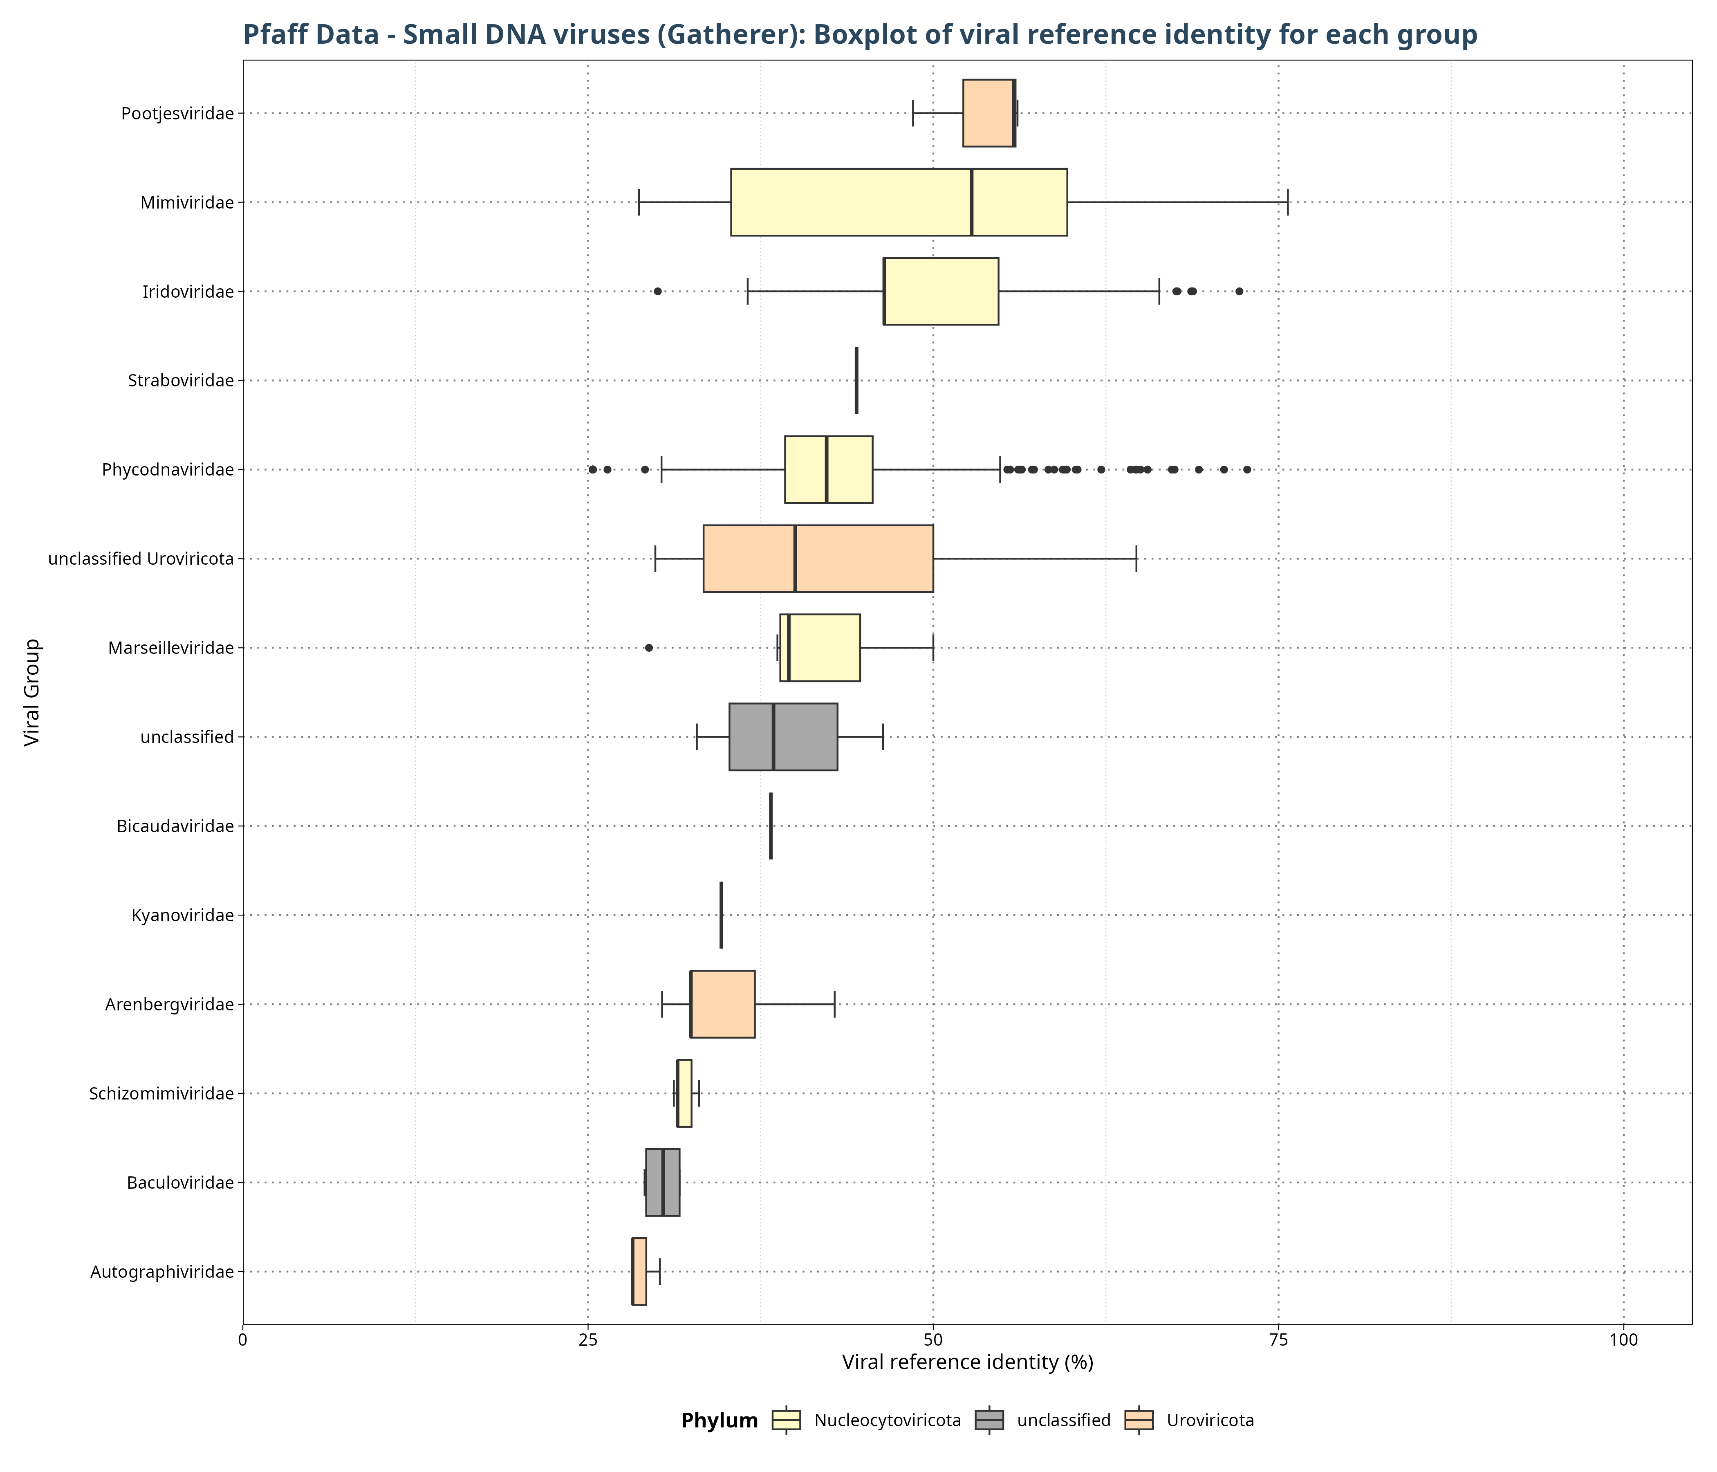 Pfaff Data - Small DNA viruses (Gatherer): Boxplot of viral reference identity for each group
Viral Group
Pootjesviridae
Mimiviridae
Iridoviridae
Straboviridae
Phycodnaviridae
unclassified Uroviricota
Marseilleviridae
unclassified
Bicaudaviridae
Kyanoviridae
Arenbergviridae
Schizomimiviridae
Baculoviridae
Autographiviridae
0 25 50 75 100
Viral reference identity (%)
Phylum Nucleocytoviricota unclassified Uroviricota